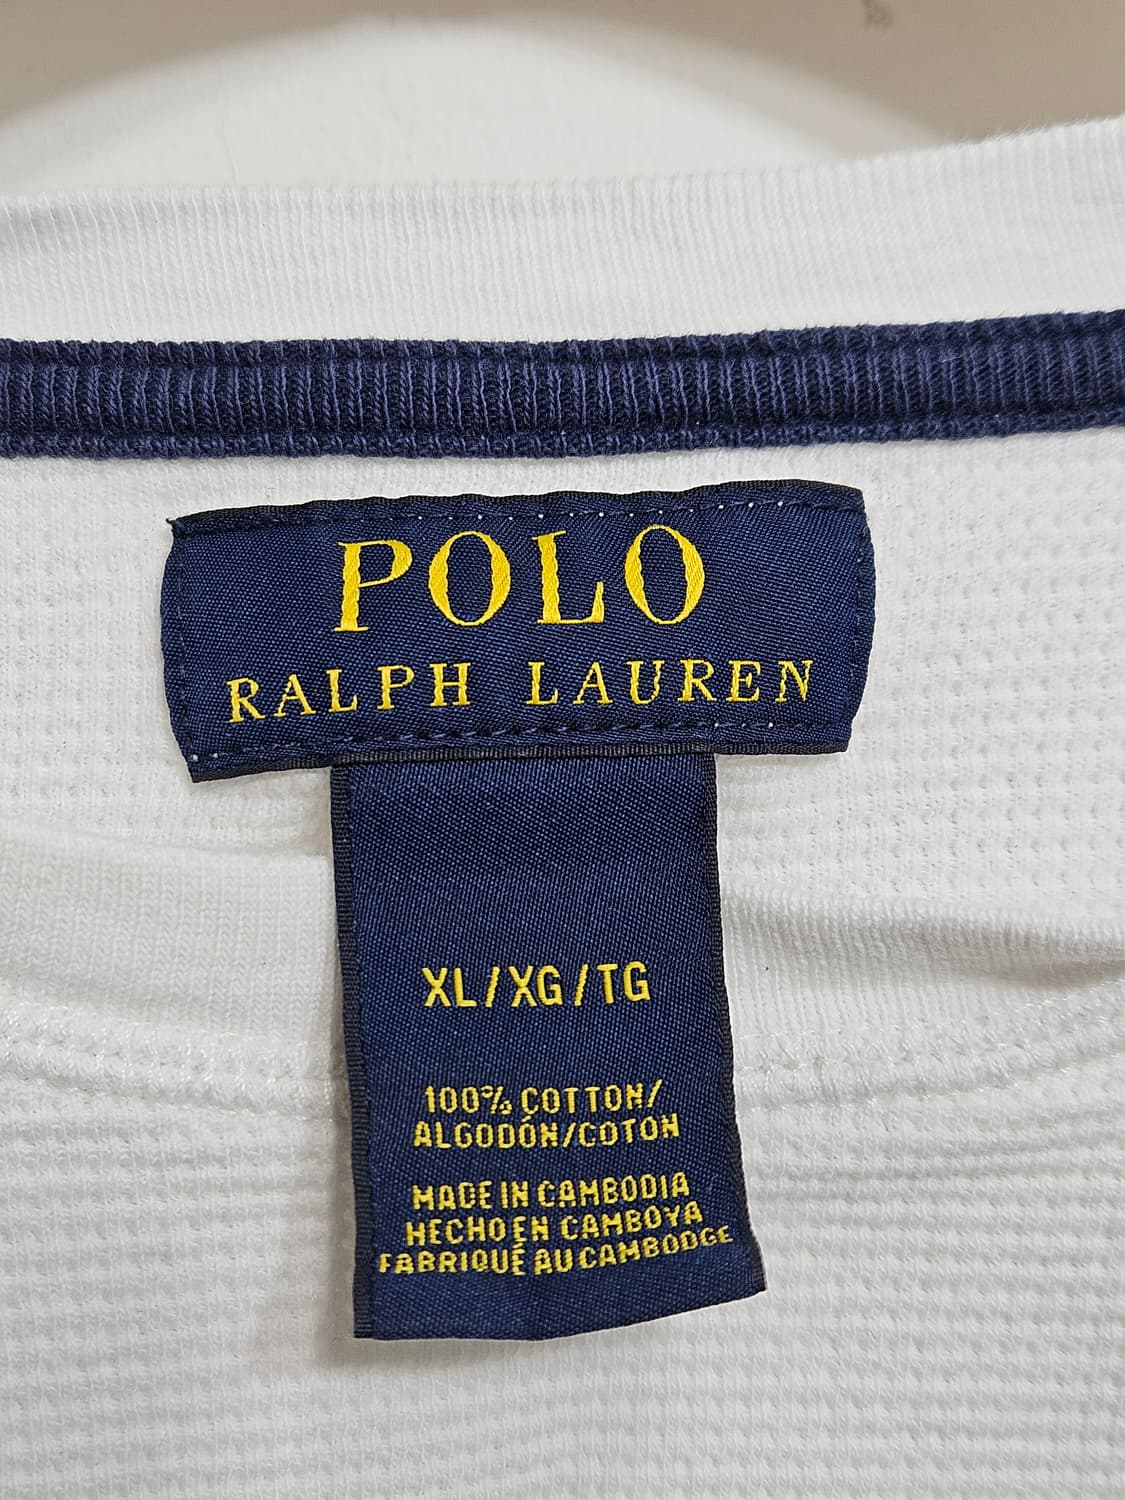 POLO
RALPH LAUREN
XL/XG/TG
100% COTTON/
ALGODÓN/COTON
MADE IN CAMBODIA
HECHO EN CAMBOYA
FABRIQUÉ AU CAMBODGE